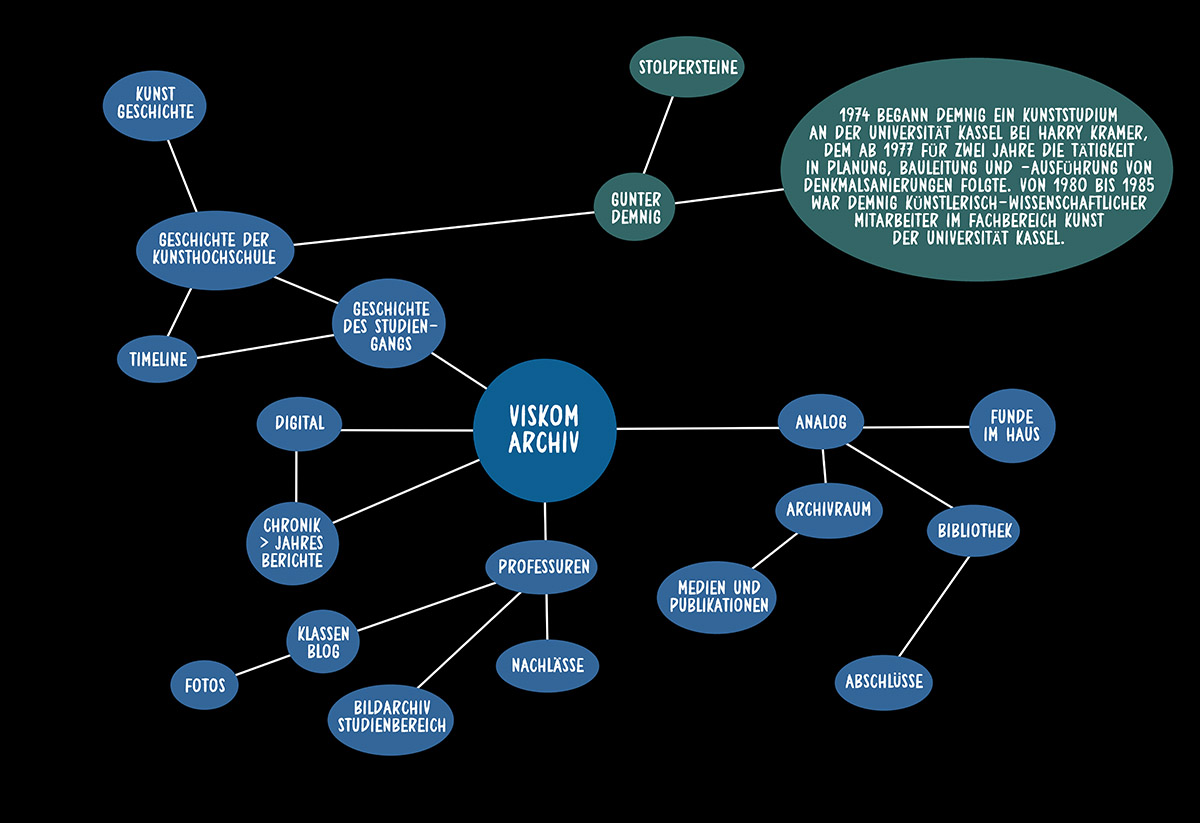 STOLPERSTEINE
KUNST
GESCHICHTE
1974 BEGANN DEMNIG EIN KUNSTSTUDIUM
AN DER UNIVERSITÄT KASSEL BEI HARRY KRAMER,
DEM AB 1977 FÜR ZWEI JAHRE DIE TÄTIGKEIT
IN PLANUNG, BAULEITUNG UND -AUSFÜHRUNG VON
DENKMALSANIERUNGEN FOLGTE. VON 1980 BIS 1985
WAR DEMNIG KÜNSTLERISCH-WISSENSCHAFTLICHER
MITARBEITER IM FACHBEREICH KUNST
DER UNIVERSITÄT KASSEL.
GUNTER
DEMNIG
GESCHICHTE DER
KUNSTHOCHSCHULE
GESCHICHTE
DES STUDIEN-
GANGS
TIMELINE
VISKOM
ARCHIV
DIGITAL
ANALOG
FUNDE
IM HAUS
CHRONIK
> JAHRES
BERICHTE
ARCHIVRAUM
BIBLIOTHEK
PROFESSUREN
MEDIEN UND
PUBLIKATIONEN
KLASSEN
BLOG
NACHLÄSSE
FOTOS
ABSCHLÜSSE
BILDARCHIV
STUDIENBEREICH